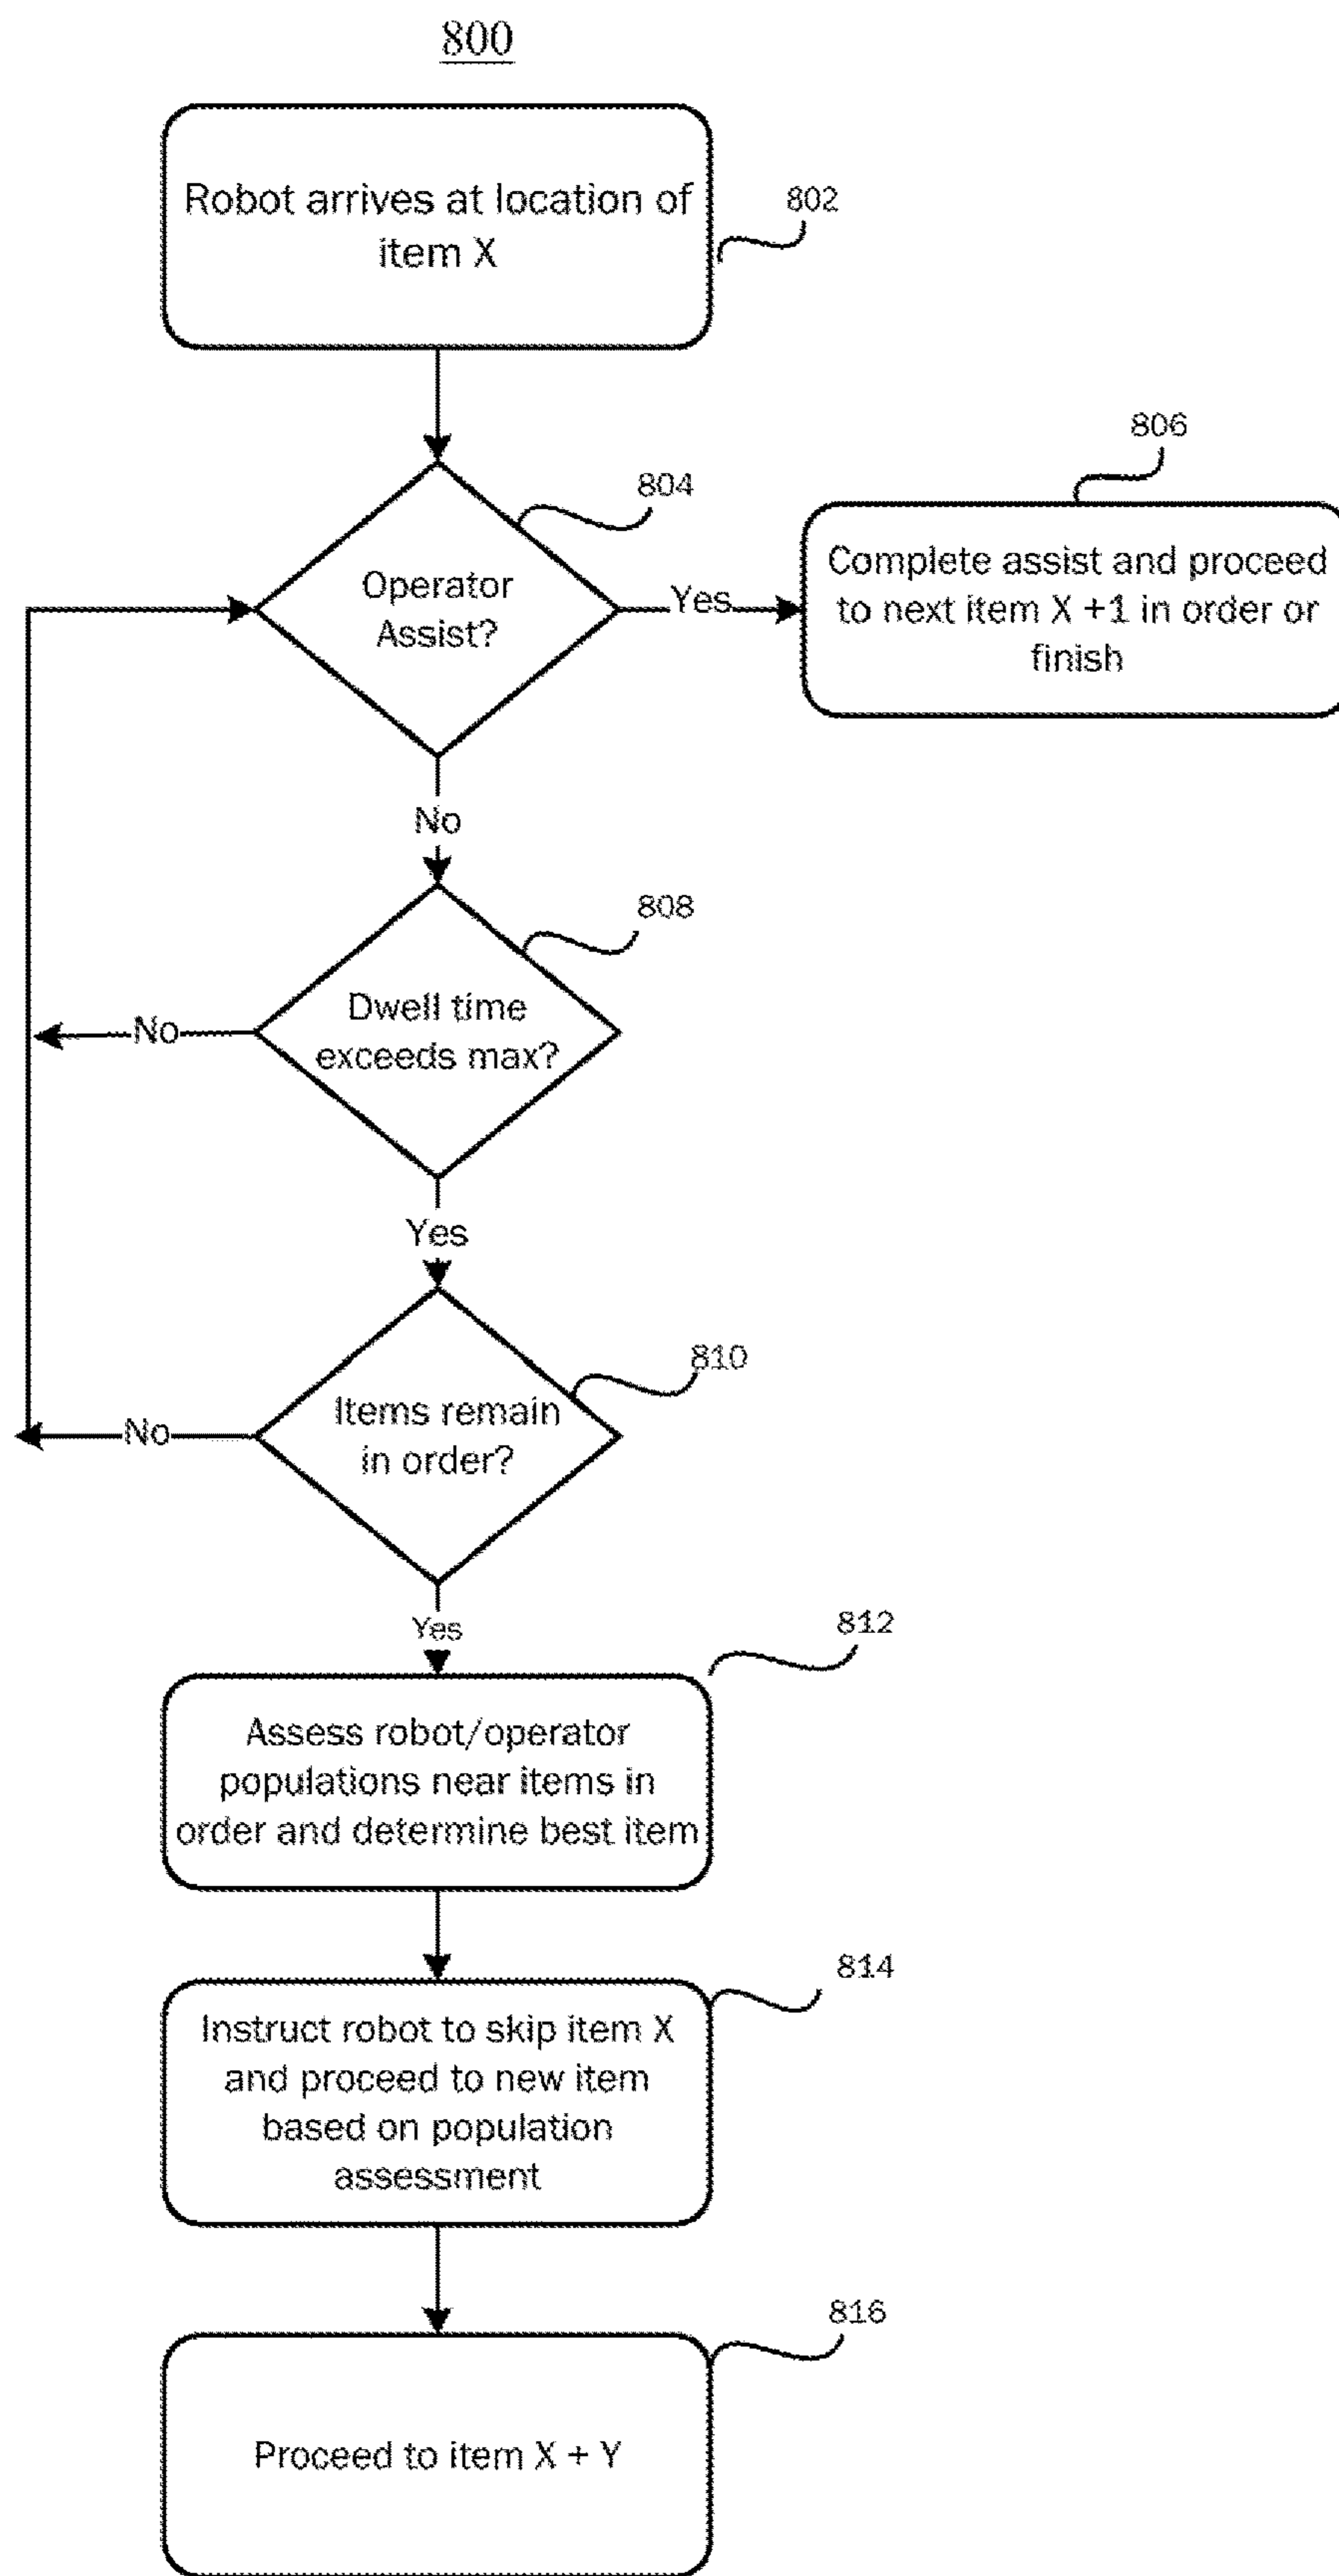 800
Robot arrives at location of
item X
802
804
Operator
Assist?
Yes
806
Complete assist and proceed
to next item X +1 in order or
finish
No
808
Dwell time
exceeds max?
No
Yes
810
Items remain
in order?
No
Yes
812
Assess robot/operator
populations near items in
order and determine best item
814
Instruct robot to skip item X
and proceed to new item
based on population
assessment
816
Proceed to item X + Y